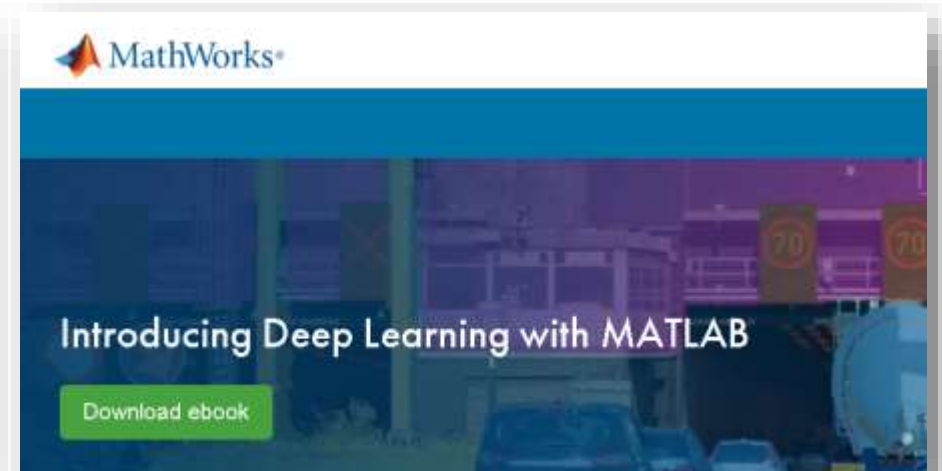 MathWorks®
70
70
Introducing Deep Learning with MATLAB
Download ebook